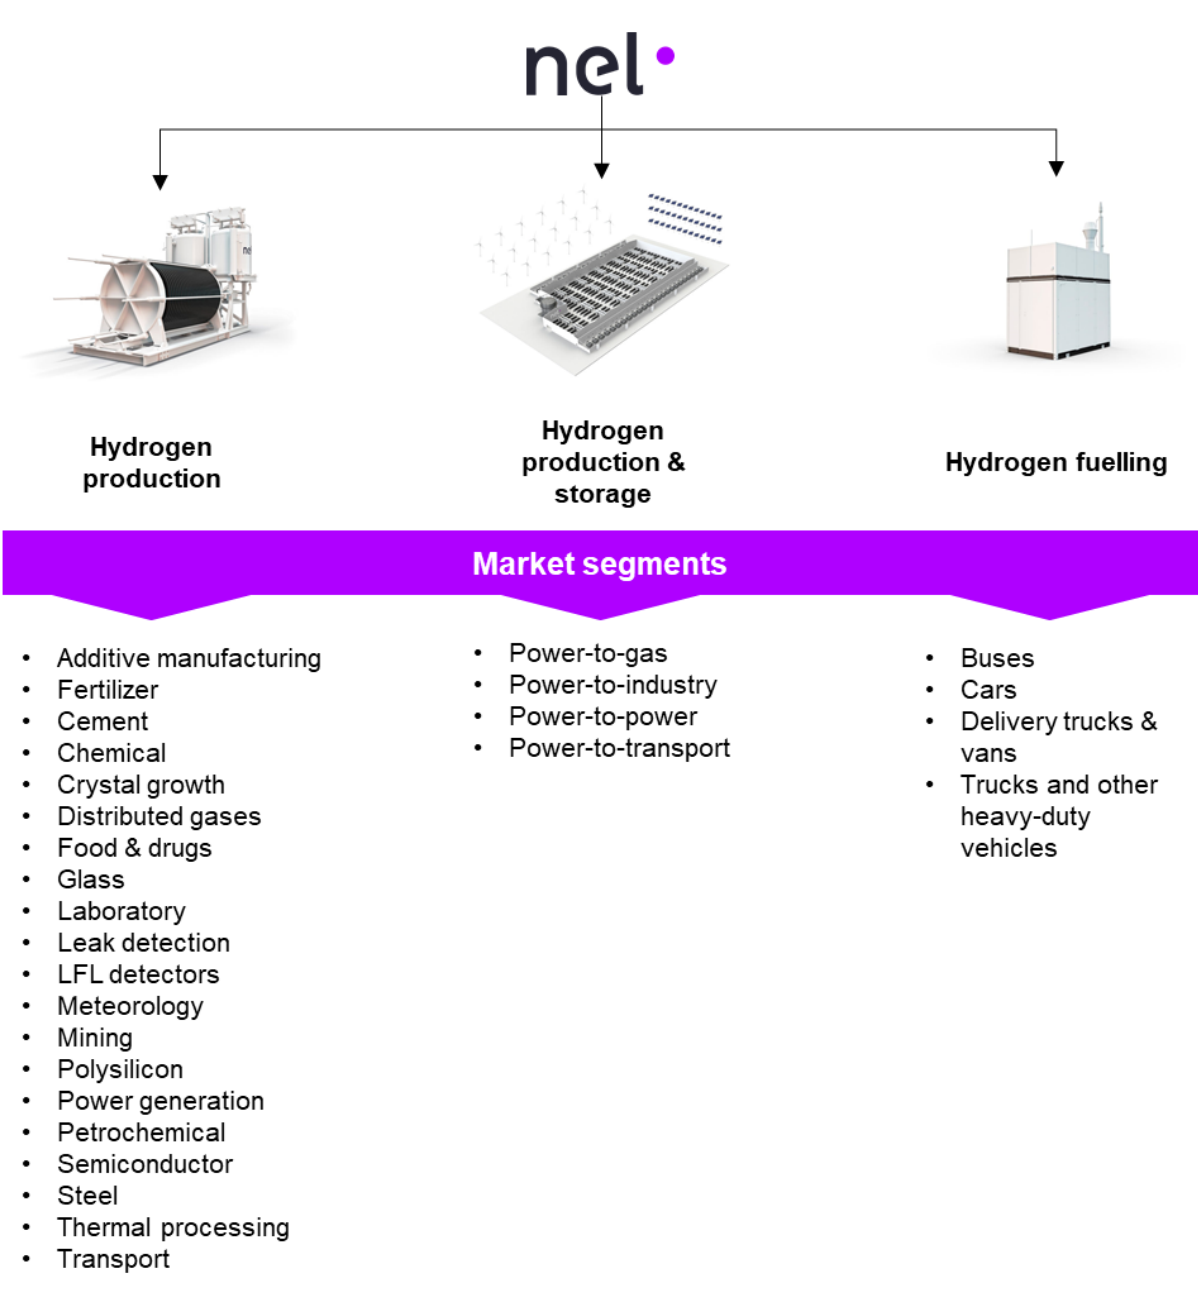 nel
nel
Hydrogen
production
Hydrogen
production &
storage
Hydrogen fuelling
Market segments
• Additive manufacturing
• Fertilizer
• Cement
• Chemical
• Crystal growth
• Distributed gases
• Food & drugs
• Glass
• Laboratory
• Leak detection
• LFL detectors
• Meteorology
• Mining
• Polysilicon
• Power generation
• Petrochemical
• Semiconductor
• Steel
• Thermal processing
• Transport
• Power-to-gas
• Power-to-industry
• Power-to-power
• Power-to-transport
• Buses
• Cars
• Delivery trucks &
vans
• Trucks and other
heavy-duty
vehicles